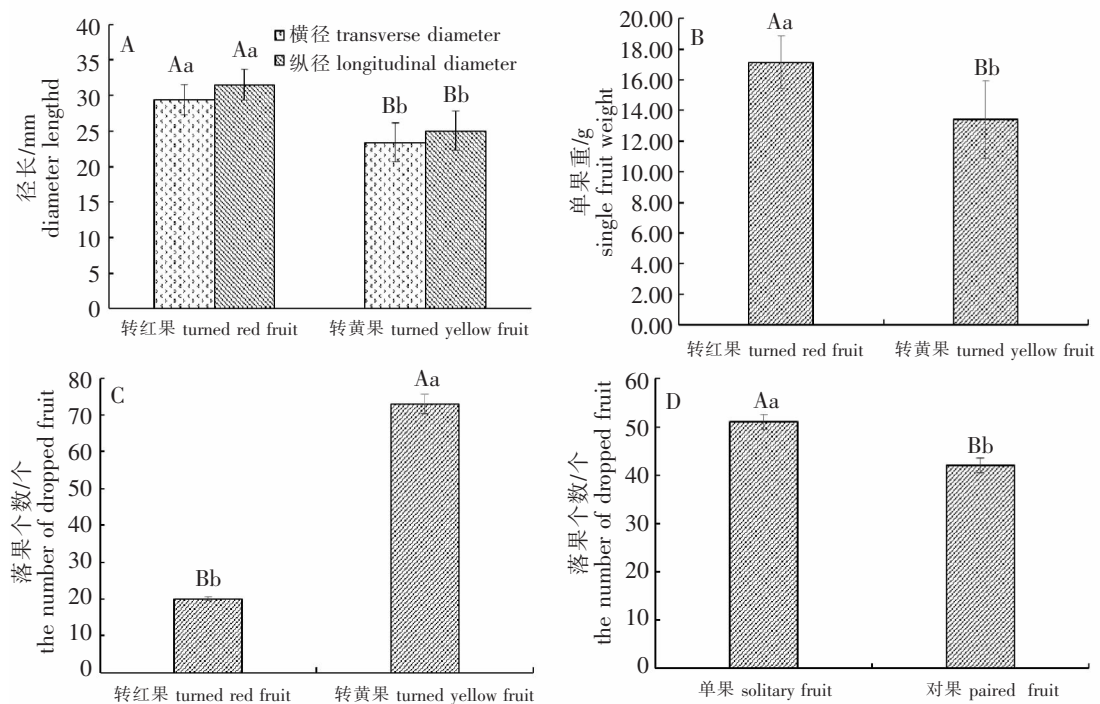 A
横径 transverse diameter
纵径 longitudinal diameter
径长/mm
diameter lengthd
40
35
30
25
20
15
10
5
0
Aa
Aa
Bb
Bb
转红果 turned red fruit
转黄果 turned yellow fruit
B
单果重/g
single fruit weight
20.00
18.00
16.00
14.00
12.00
10.00
8.00
6.00
4.00
2.00
0.00
Aa
Bb
转红果 turned red fruit
转黄果 turned yellow fruit
C
落果个数/个
the number of dropped fruit
80
70
60
50
40
30
20
10
0
Bb
Aa
转红果 turned red fruit
转黄果 turned yellow fruit
D
落果个数/个
the number of dropped fruit
60
50
40
30
20
10
0
Aa
Bb
单果 solitary fruit
对果 paired fruit